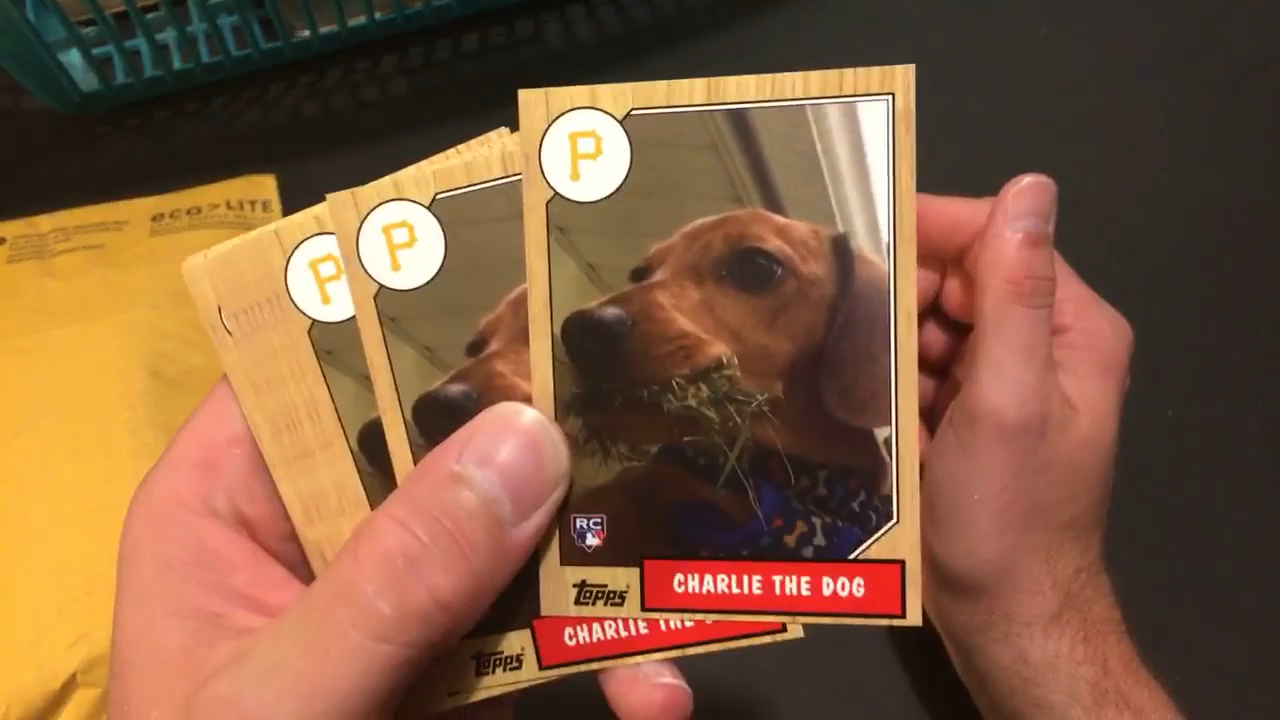 eco-LITE
P
P
P
RC
Topps
CHARLIE THE DOG
Topps
CHARLIE THE